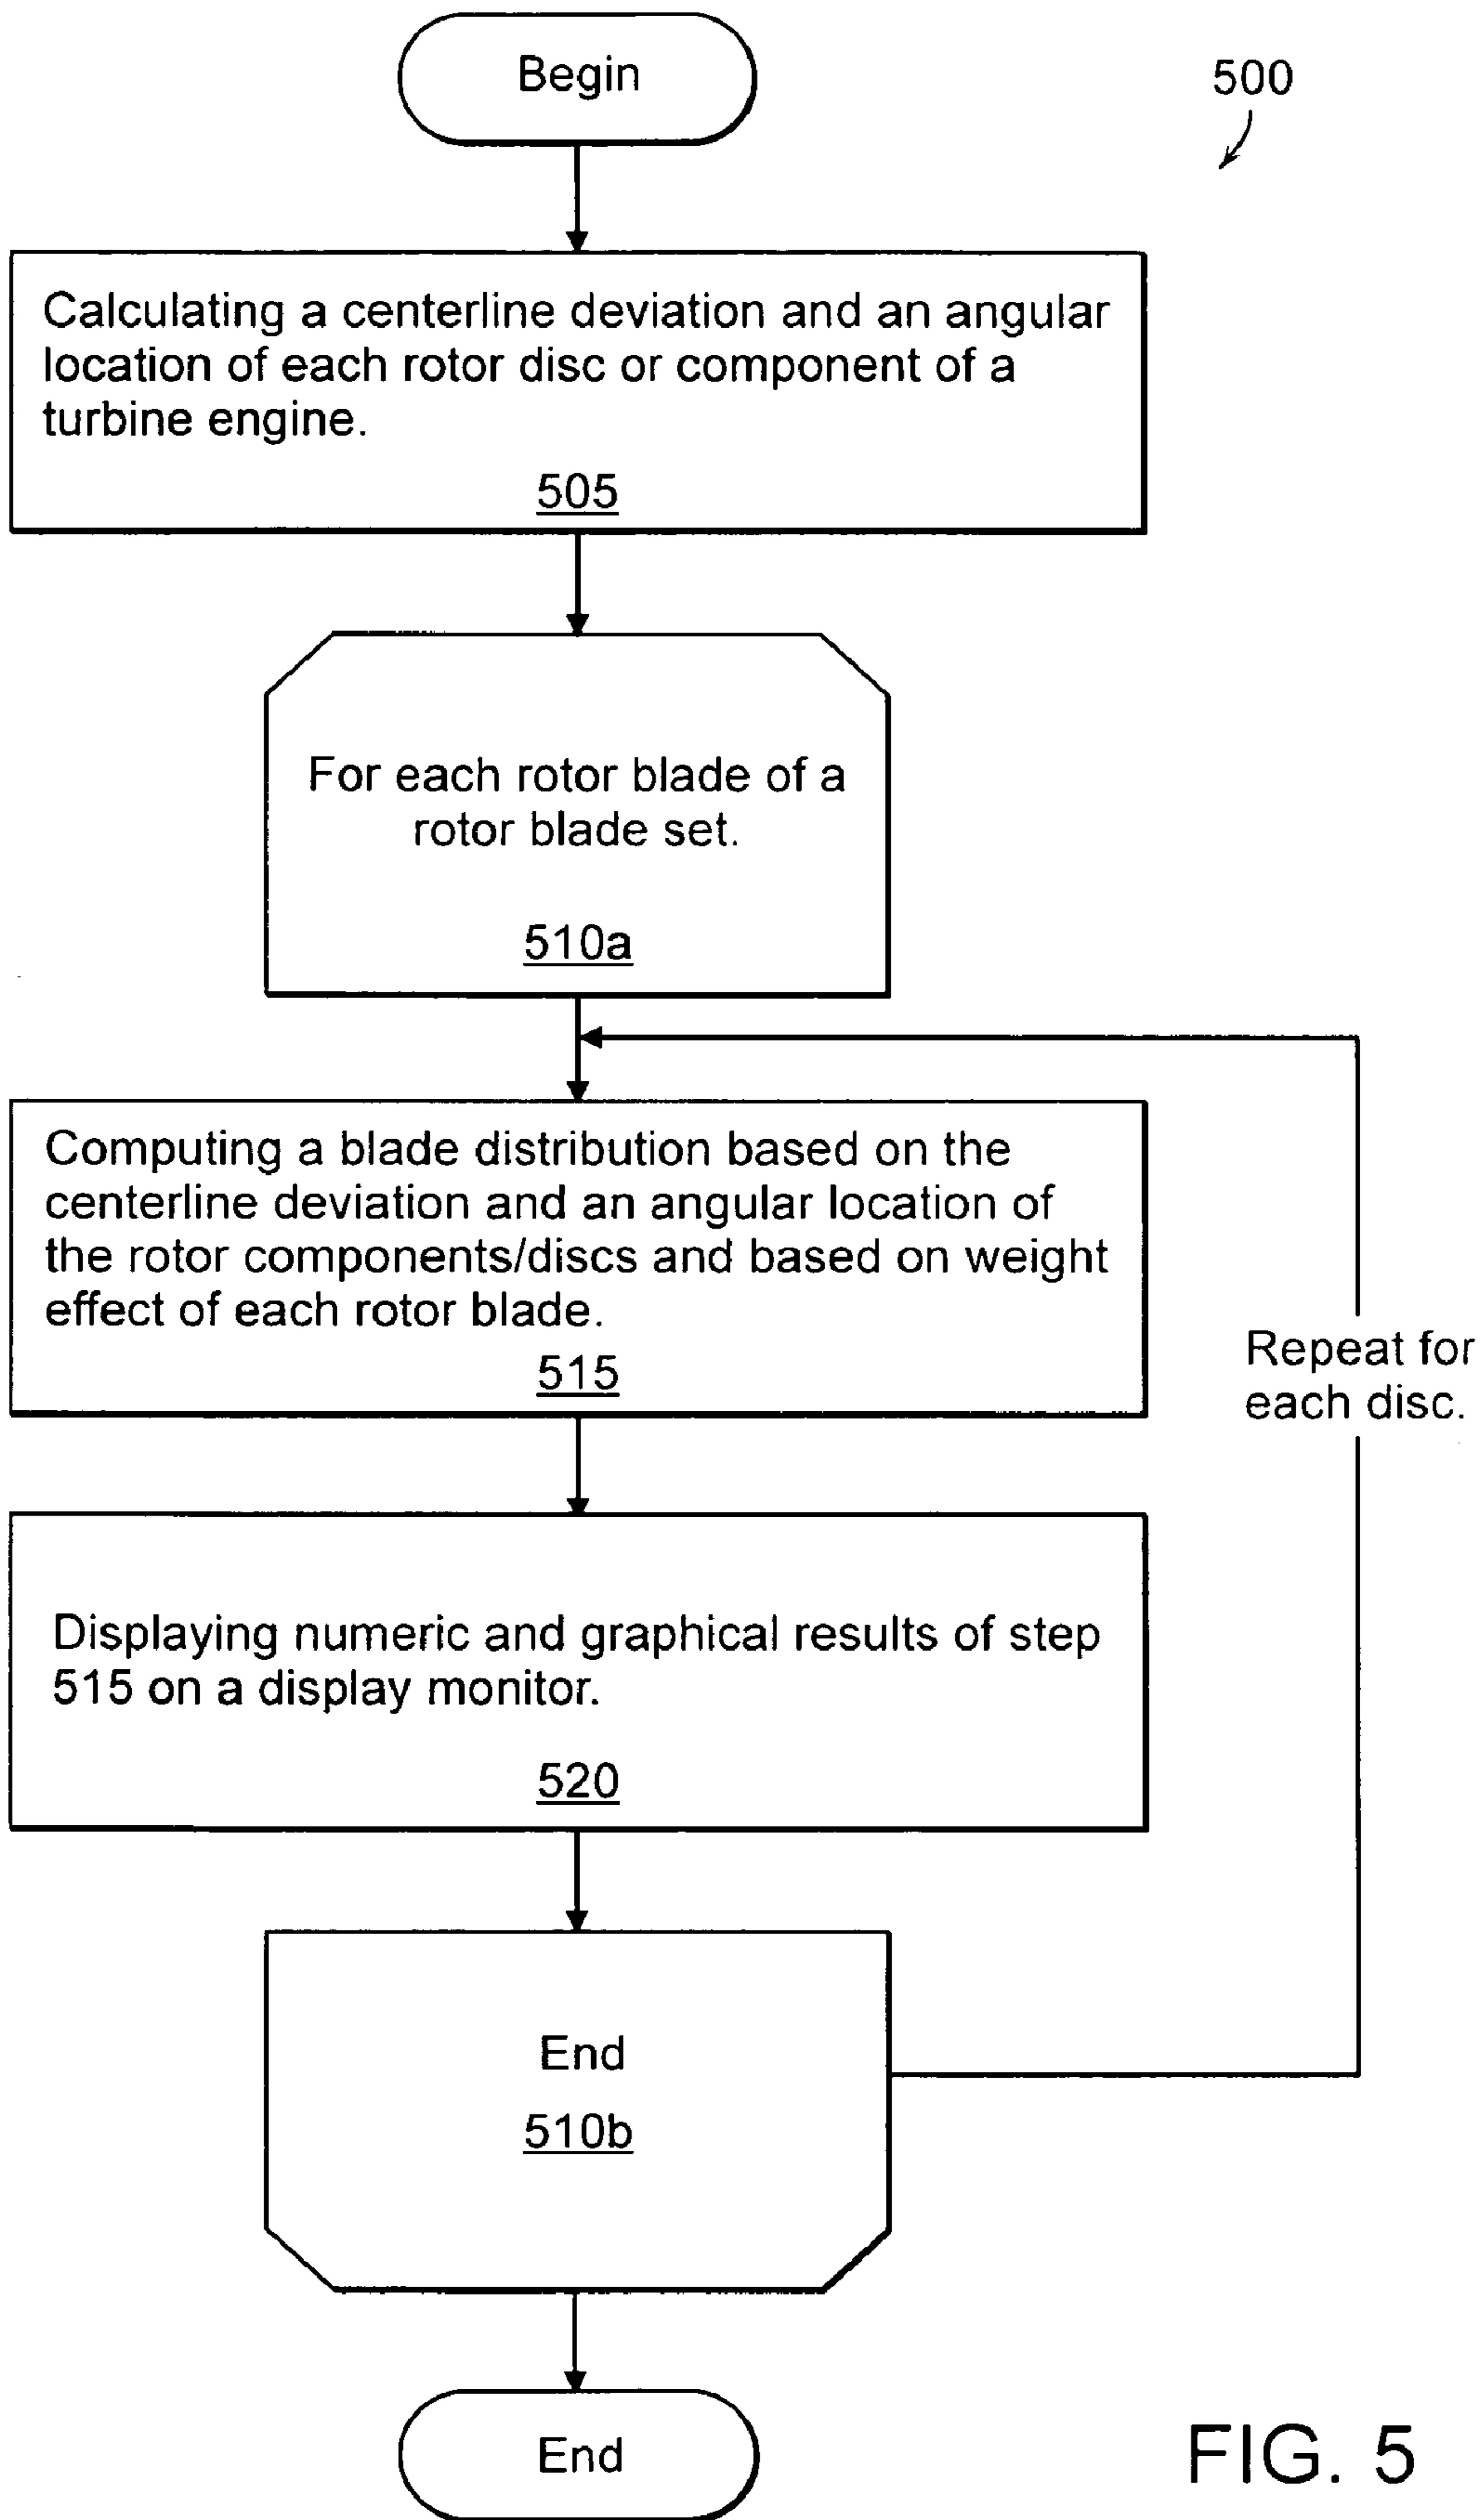 Begin
500
Calculating a centerline deviation and an angular
location of each rotor disc or component of a
turbine engine.
505
For each rotor blade of a
rotor blade set.
510a
Computing a blade distribution based on the
centerline deviation and an angular location of
the rotor components/discs and based on weight
effect of each rotor blade.
515
Repeat for
each disc.
Displaying numeric and graphical results of step
515 on a display monitor.
520
End
510b
End
FIG. 5